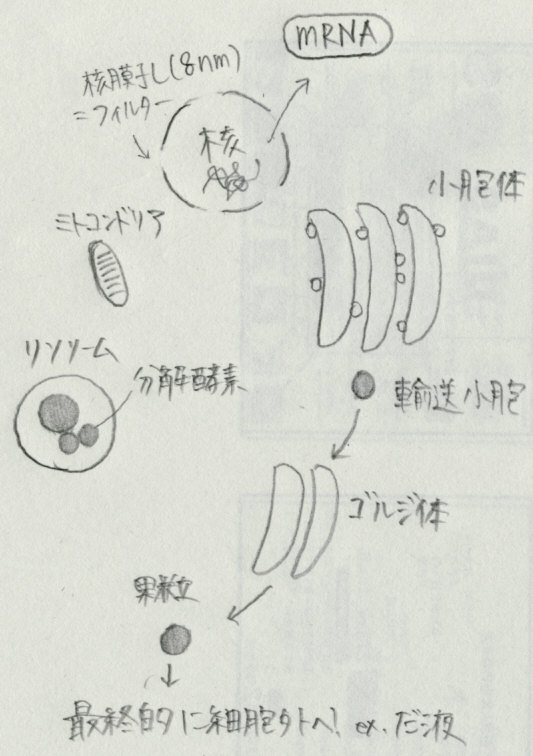 mRNA
核膜孔(8nm)
=フィルター
核
小胞体
ミトコンドリア
リソソーム
分解酵素
輸送小胞
ゴルジ体
顆粒
最終的に細胞外へ! ex. だ液